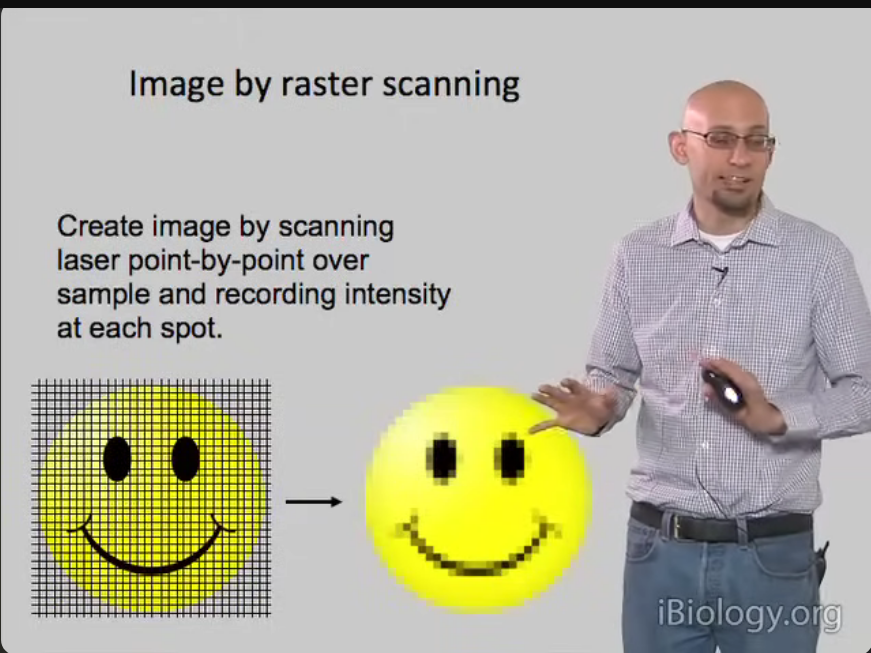 Image by raster scanning
Create image by scanning
laser point-by-point over
sample and recording intensity
at each spot.
iBiology.org